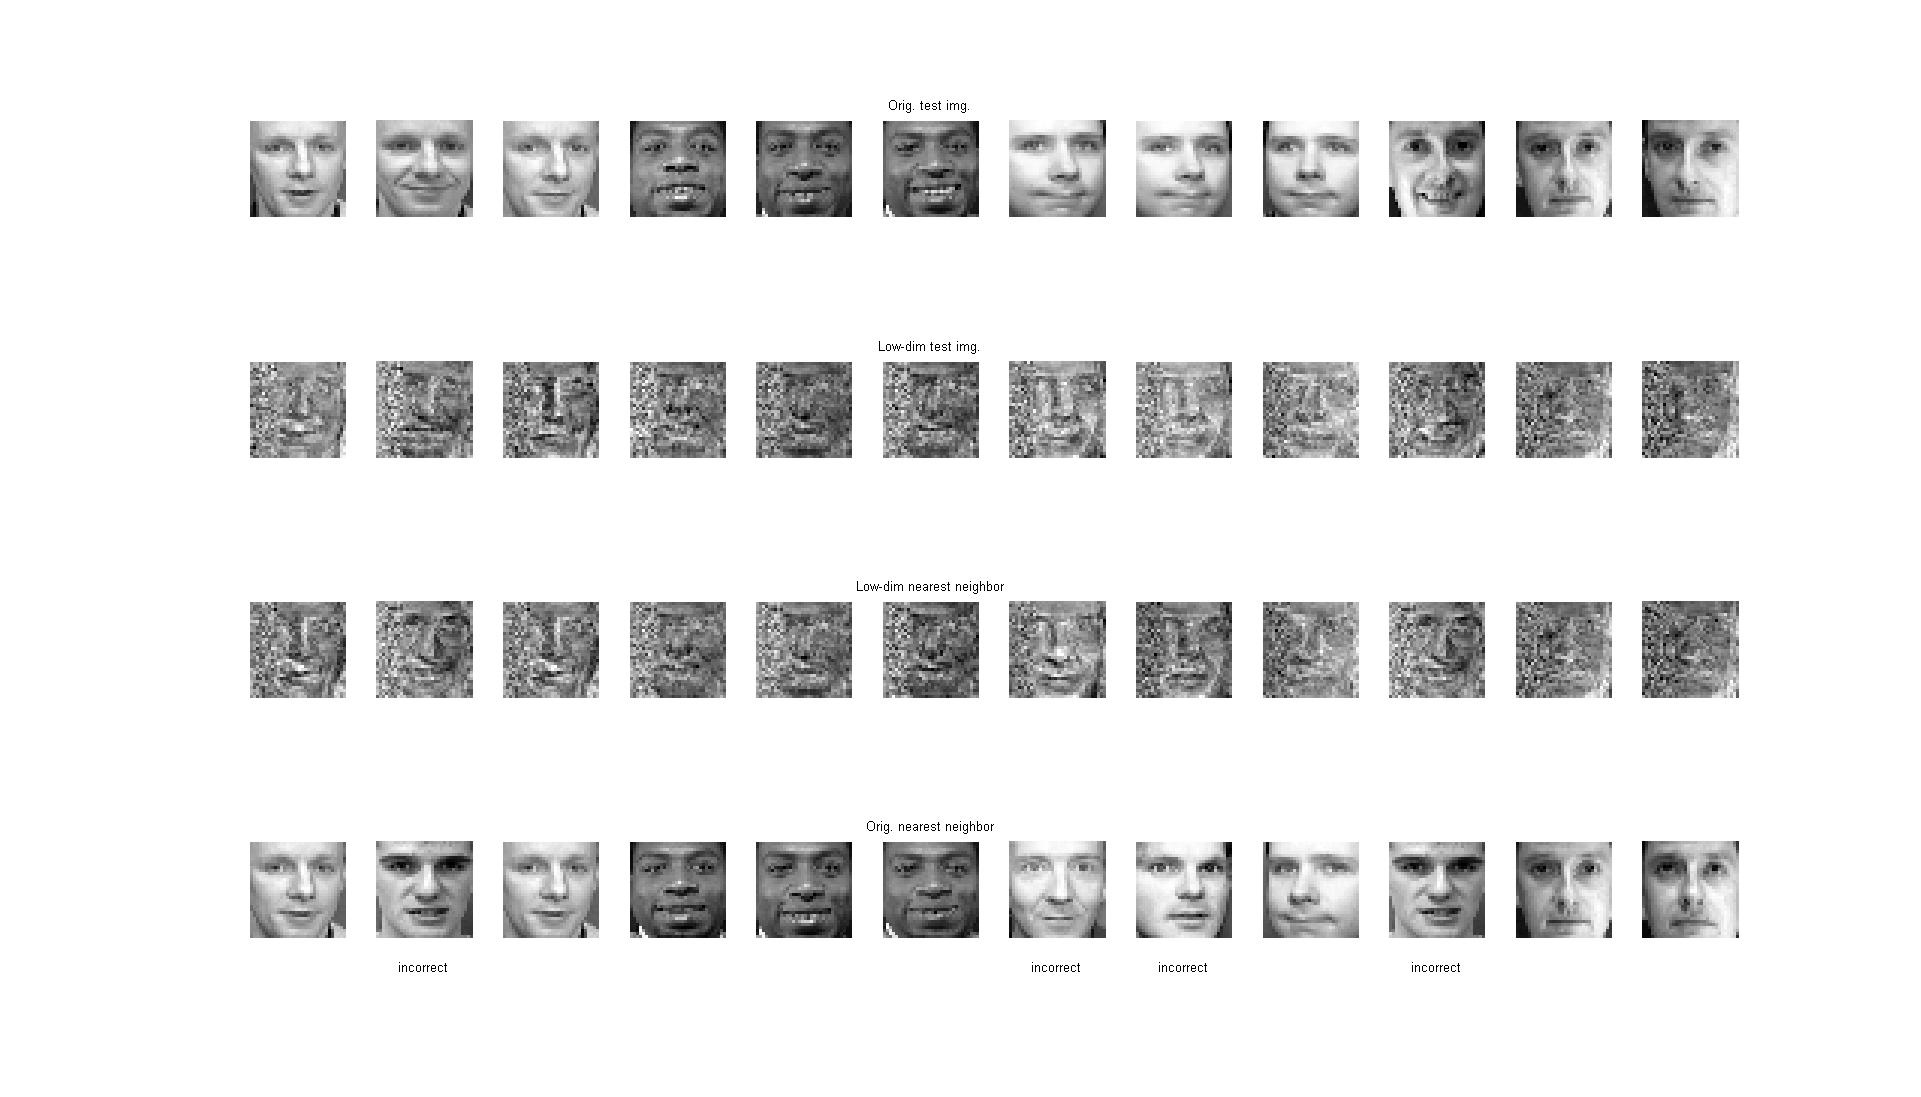 Orig. test img.
Low-dim test img.
Low-dim nearest neighbor
Orig. nearest neighbor
incorrect
incorrect
incorrect
incorrect